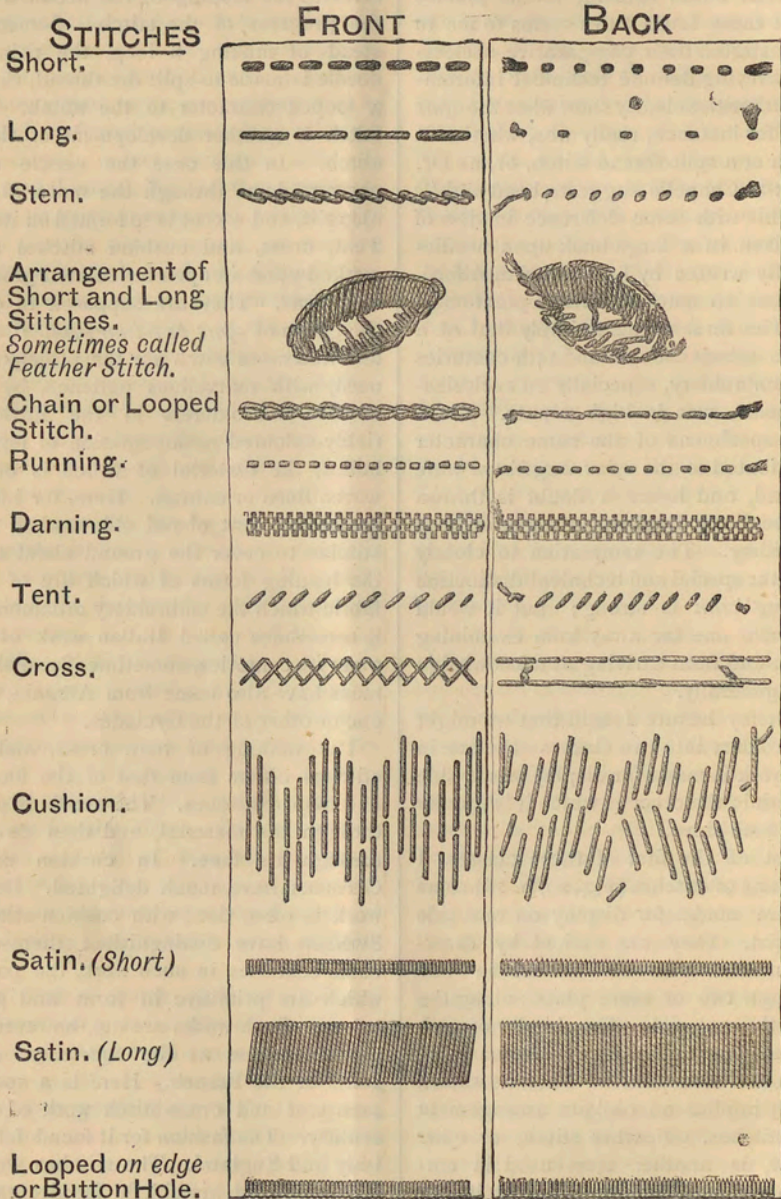 STITCHES
FRONT
BACK
Short.
Long.
Stem.
Arrangement of
Short and Long
Stitches.
Sometimes called
Feather Stitch.
Chain or Looped
Stitch.
Running.
Darning.
Tent.
Cross.
Cushion.
Satin. (Short)
Satin. (Long)
Looped on edge
or Button Hole.